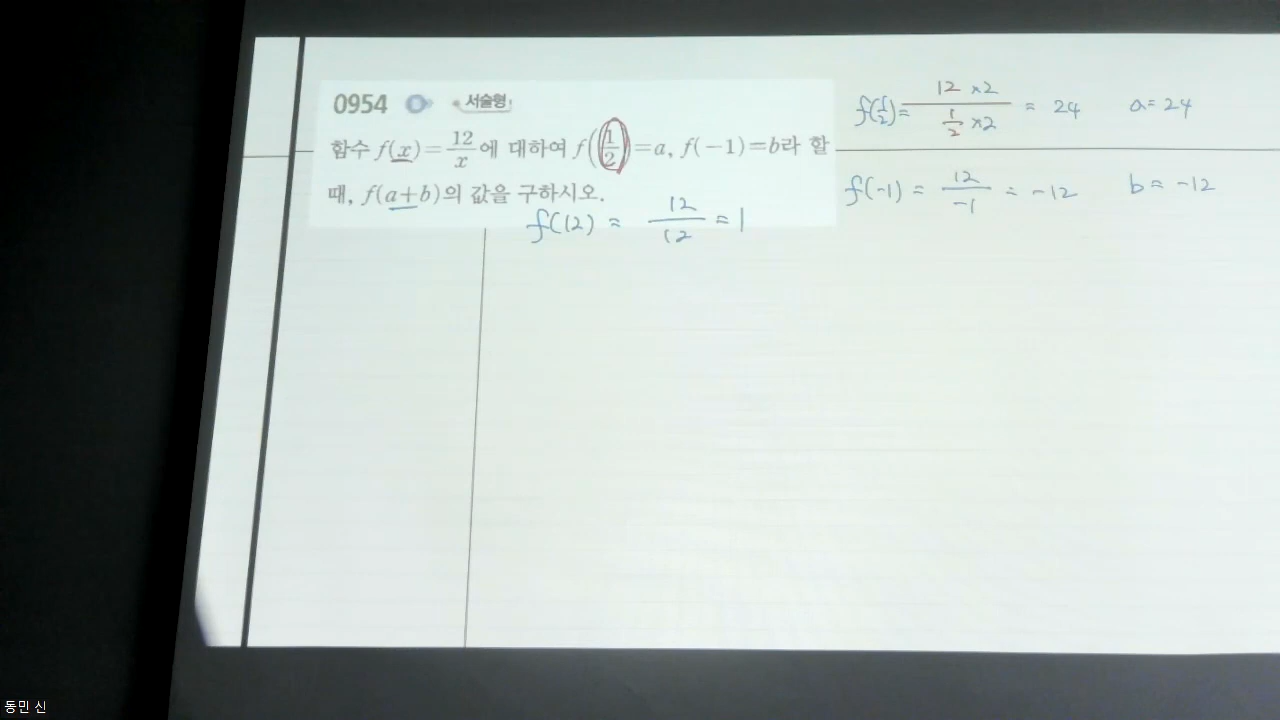 0954 서술형
함수 f(x)=12/x에 대하여 f(1/2)=a, f(-1)=b라 할
때, f(a+b)의 값을 구하시오.
f(12) = 12/12 = 1
f(1/2) = 12 ×2 / 1/2 ×2 = 24 a = 24
f(-1) = 12/-1 = -12 b = -12
동민 신